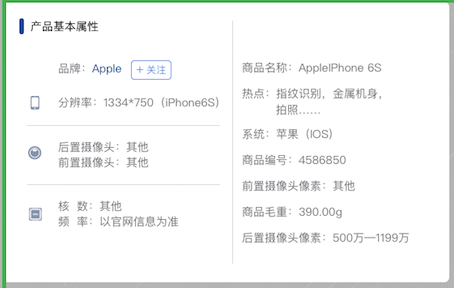 产品基本属性
品牌：Apple +关注
分辨率：1334*750（iPhone6S）
后置摄像头：其他
前置摄像头：其他
核 数：其他
频 率：以官网信息为准
商品名称：AppleIPhone 6S
热点：指纹识别，金属机身，
拍照......
系统：苹果（IOS）
商品编号：4586850
前置摄像头像素：其他
商品毛重：390.00g
后置摄像头像素：500万—1199万